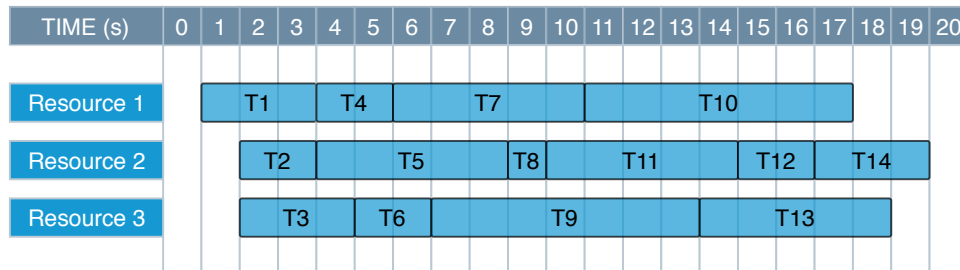 TIME (s) 0 1 2 3 4 5 6 7 8 9 10 11 12 13 14 15 16 17 18 19 20
Resource 1 T1 T4 T7 T10
Resource 2 T2 T5 T8 T11 T12 T14
Resource 3 T3 T6 T9 T13